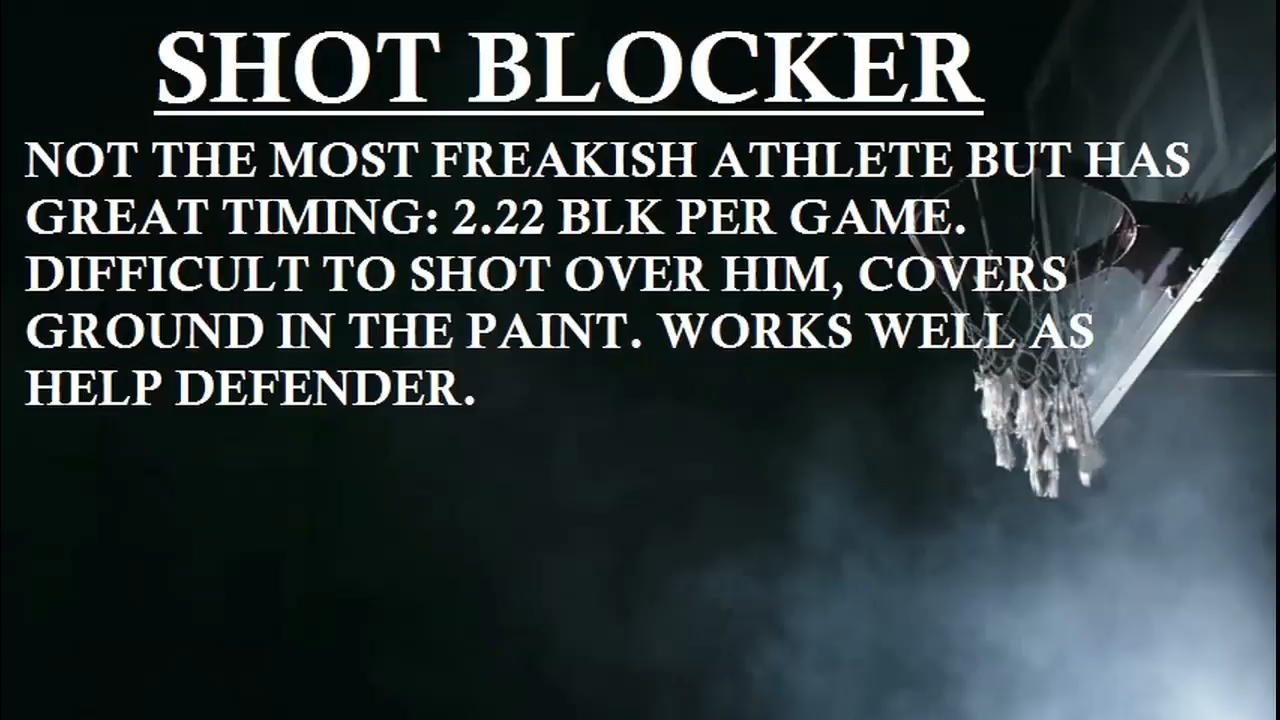 SHOT BLOCKER
NOT THE MOST FREAKISH ATHLETE BUT HAS
GREAT TIMING: 2.22 BLK PER GAME.
DIFFICULT TO SHOT OVER HIM, COVERS
GROUND IN THE PAINT. WORKS WELL AS
HELP DEFENDER.